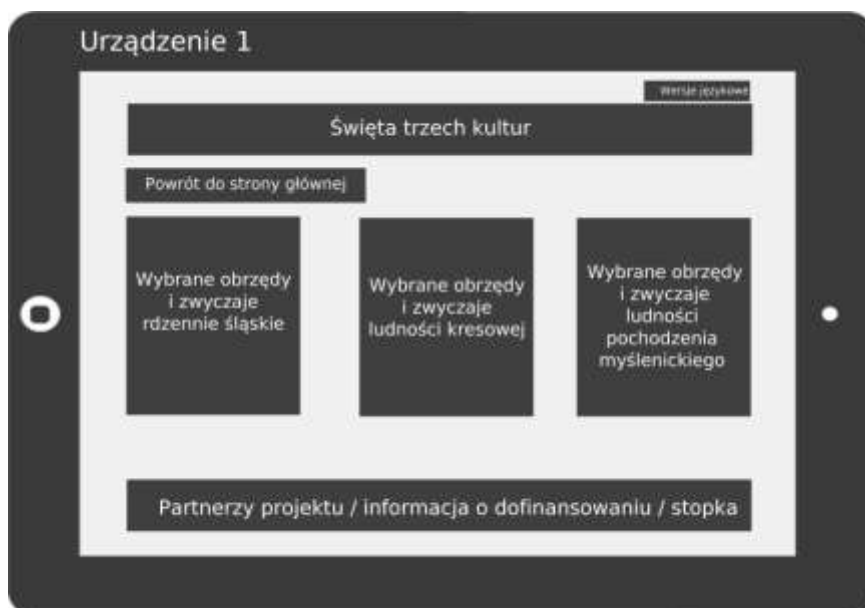 Urządzenie 1
Wersje językowe
Święta trzech kultur
Powrót do strony głównej
Wybrane obrzędy
i zwyczaje
rdzennie śląskie
Wybrane obrzędy
i zwyczaje
ludności kresowej
Wybrane obrzędy
i zwyczaje
ludności
pochodzenia
myślenickiego
Partnerzy projektu / informacja o dofinansowaniu / stopka